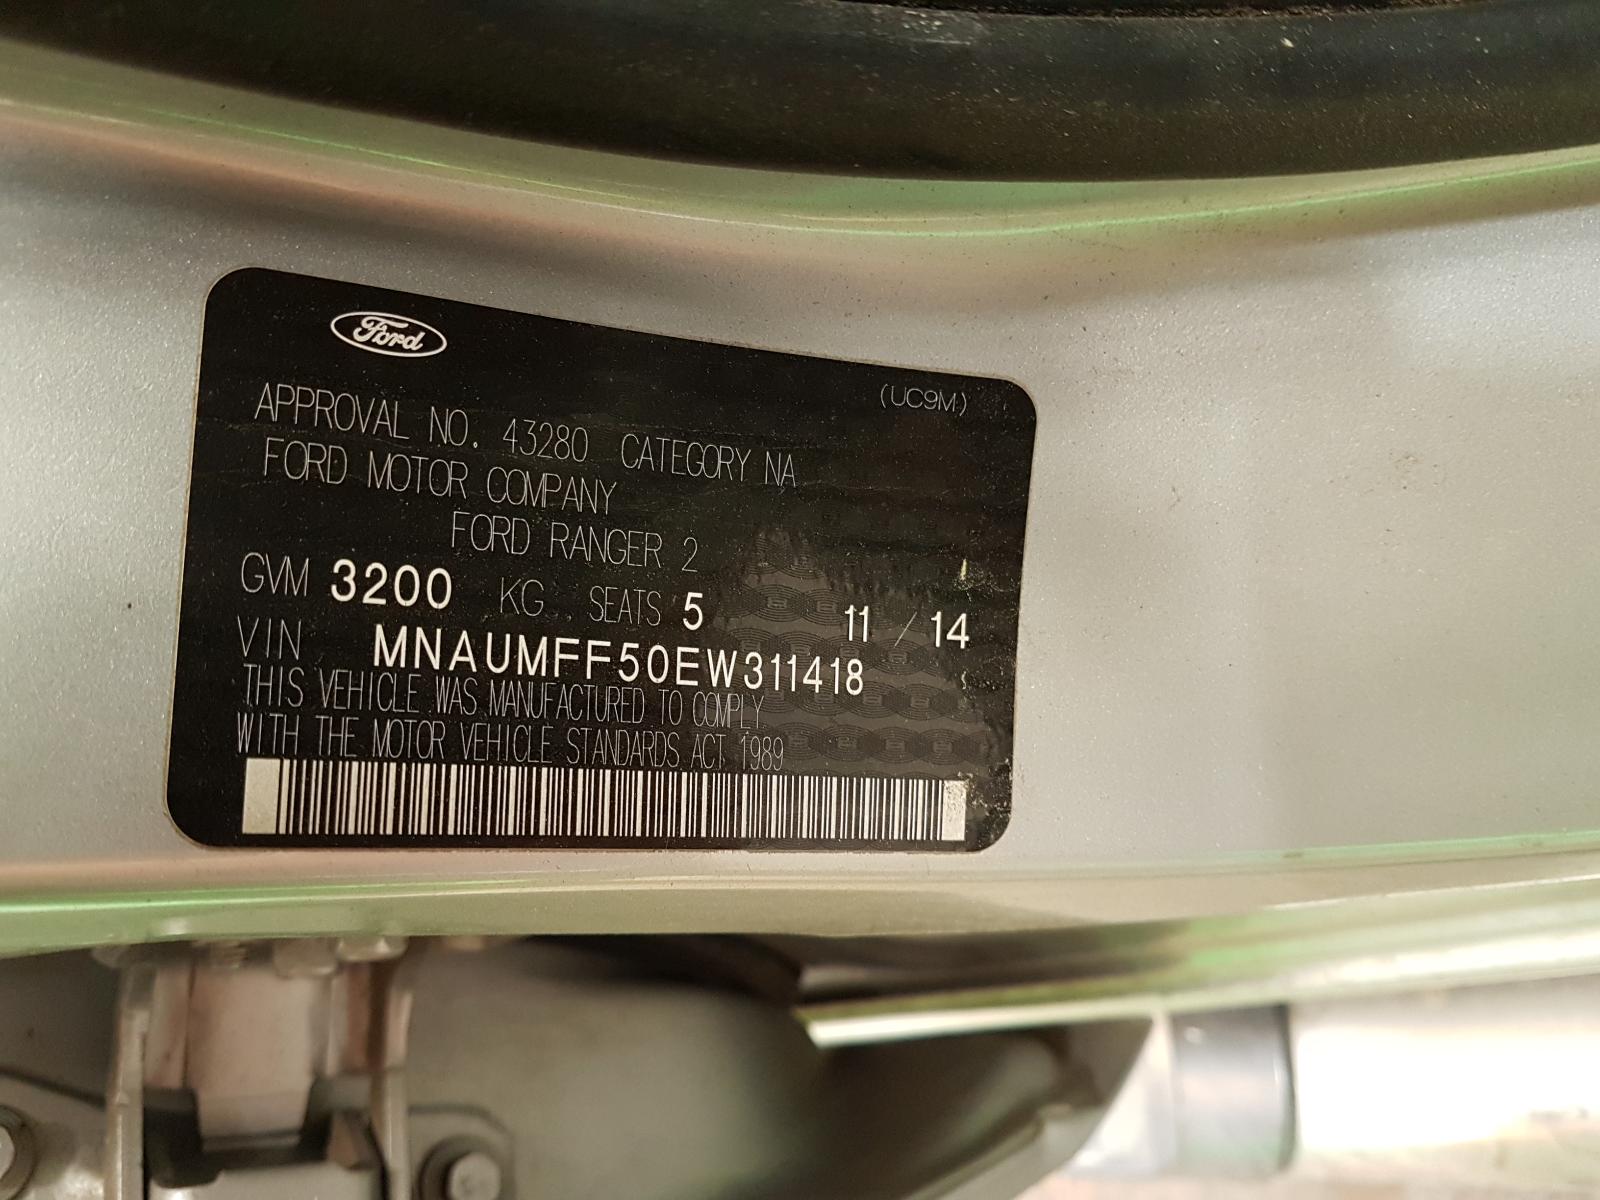 Ford
(UC9M)
APPROVAL NO. 43280 CATEGORY NA
FORD MOTOR COMPANY
FORD RANGER 2
GVM 3200 KG SEATS 5 11 / 14
VIN MNAUMFF50EW311418
THIS VEHICLE WAS MANUFACTURED TO COMPLY
WITH THE MOTOR VEHICLE STANDARDS ACT 1989